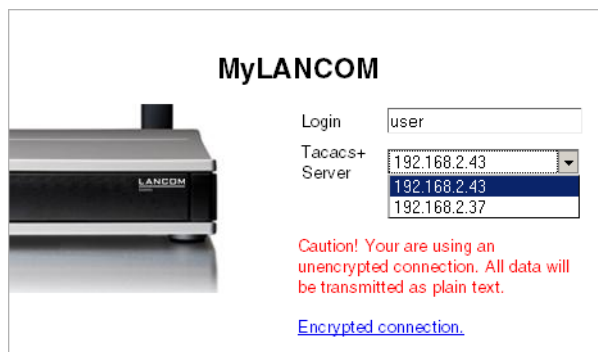 MyLANCOM
Login
user
Tacacs+
Server
192.168.2.43
192.168.2.43
192.168.2.37
LANCOM
Caution! Your are using an
unencrypted connection. All data will
be transmitted as plain text.
Encrypted connection.